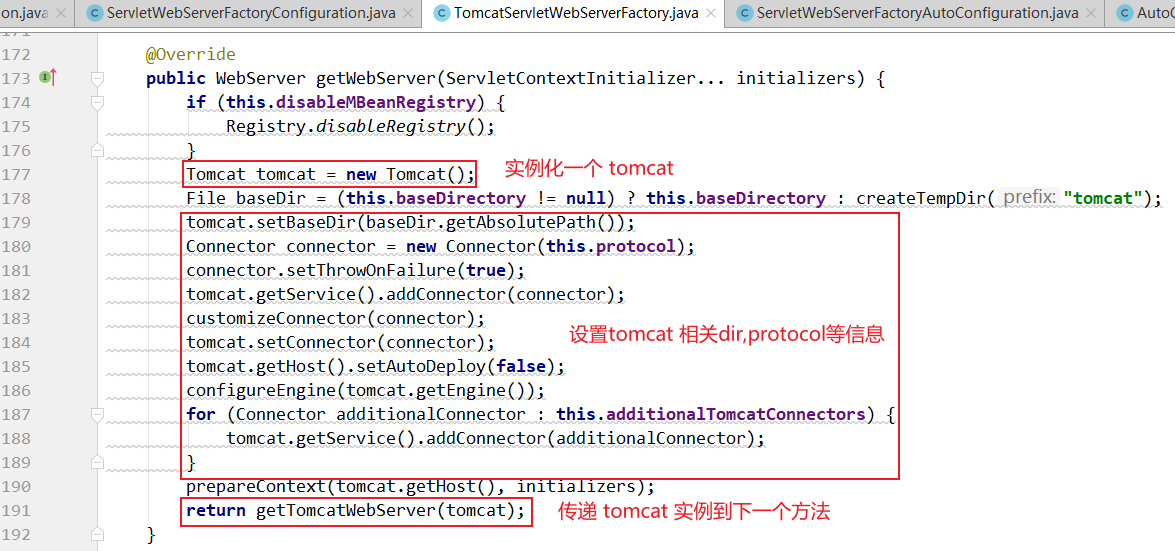 on.java × ServletWebServerFactoryConfiguration.java × TomcatServletWebServerFactory.java × ServletWebServerFactoryAutoConfiguration.java × AutoC
172 @Override
173 public WebServer getWebServer(ServletContextInitializer... initializers) {
174 if (this.disableMBeanRegistry) {
175 Registry.disableRegistry();
176 }
177 Tomcat tomcat = new Tomcat(); 实例化一个 tomcat
178 File baseDir = (this.baseDirectory != null) ? this.baseDirectory : createTempDir( prefix: "tomcat");
179 tomcat.setBaseDir(baseDir.getAbsolutePath());
180 Connector connector = new Connector(this.protocol);
181 connector.setThrowOnFailure(true);
182 tomcat.getService().addConnector(connector);
183 customizeConnector(connector);
184 tomcat.setConnector(connector); 设置tomcat 相关dir,protocol等信息
185 tomcat.getHost().setAutoDeploy(false);
186 configureEngine(tomcat.getEngine());
187 for (Connector additionalConnector : this.additionalTomcatConnectors) {
188 tomcat.getService().addConnector(additionalConnector);
189 }
190 prepareContext(tomcat.getHost(), initializers);
191 return getTomcatWebServer(tomcat); 传递 tomcat 实例到下一个方法
192 }